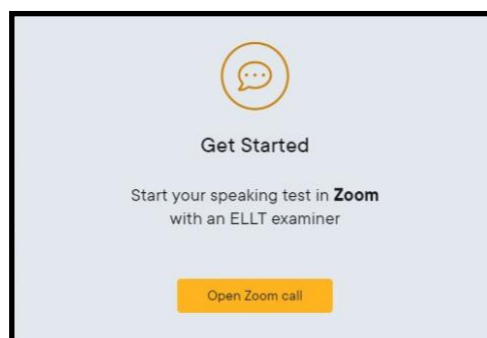 Get Started
Start your speaking test in Zoom
with an ELLT examiner
Open Zoom call